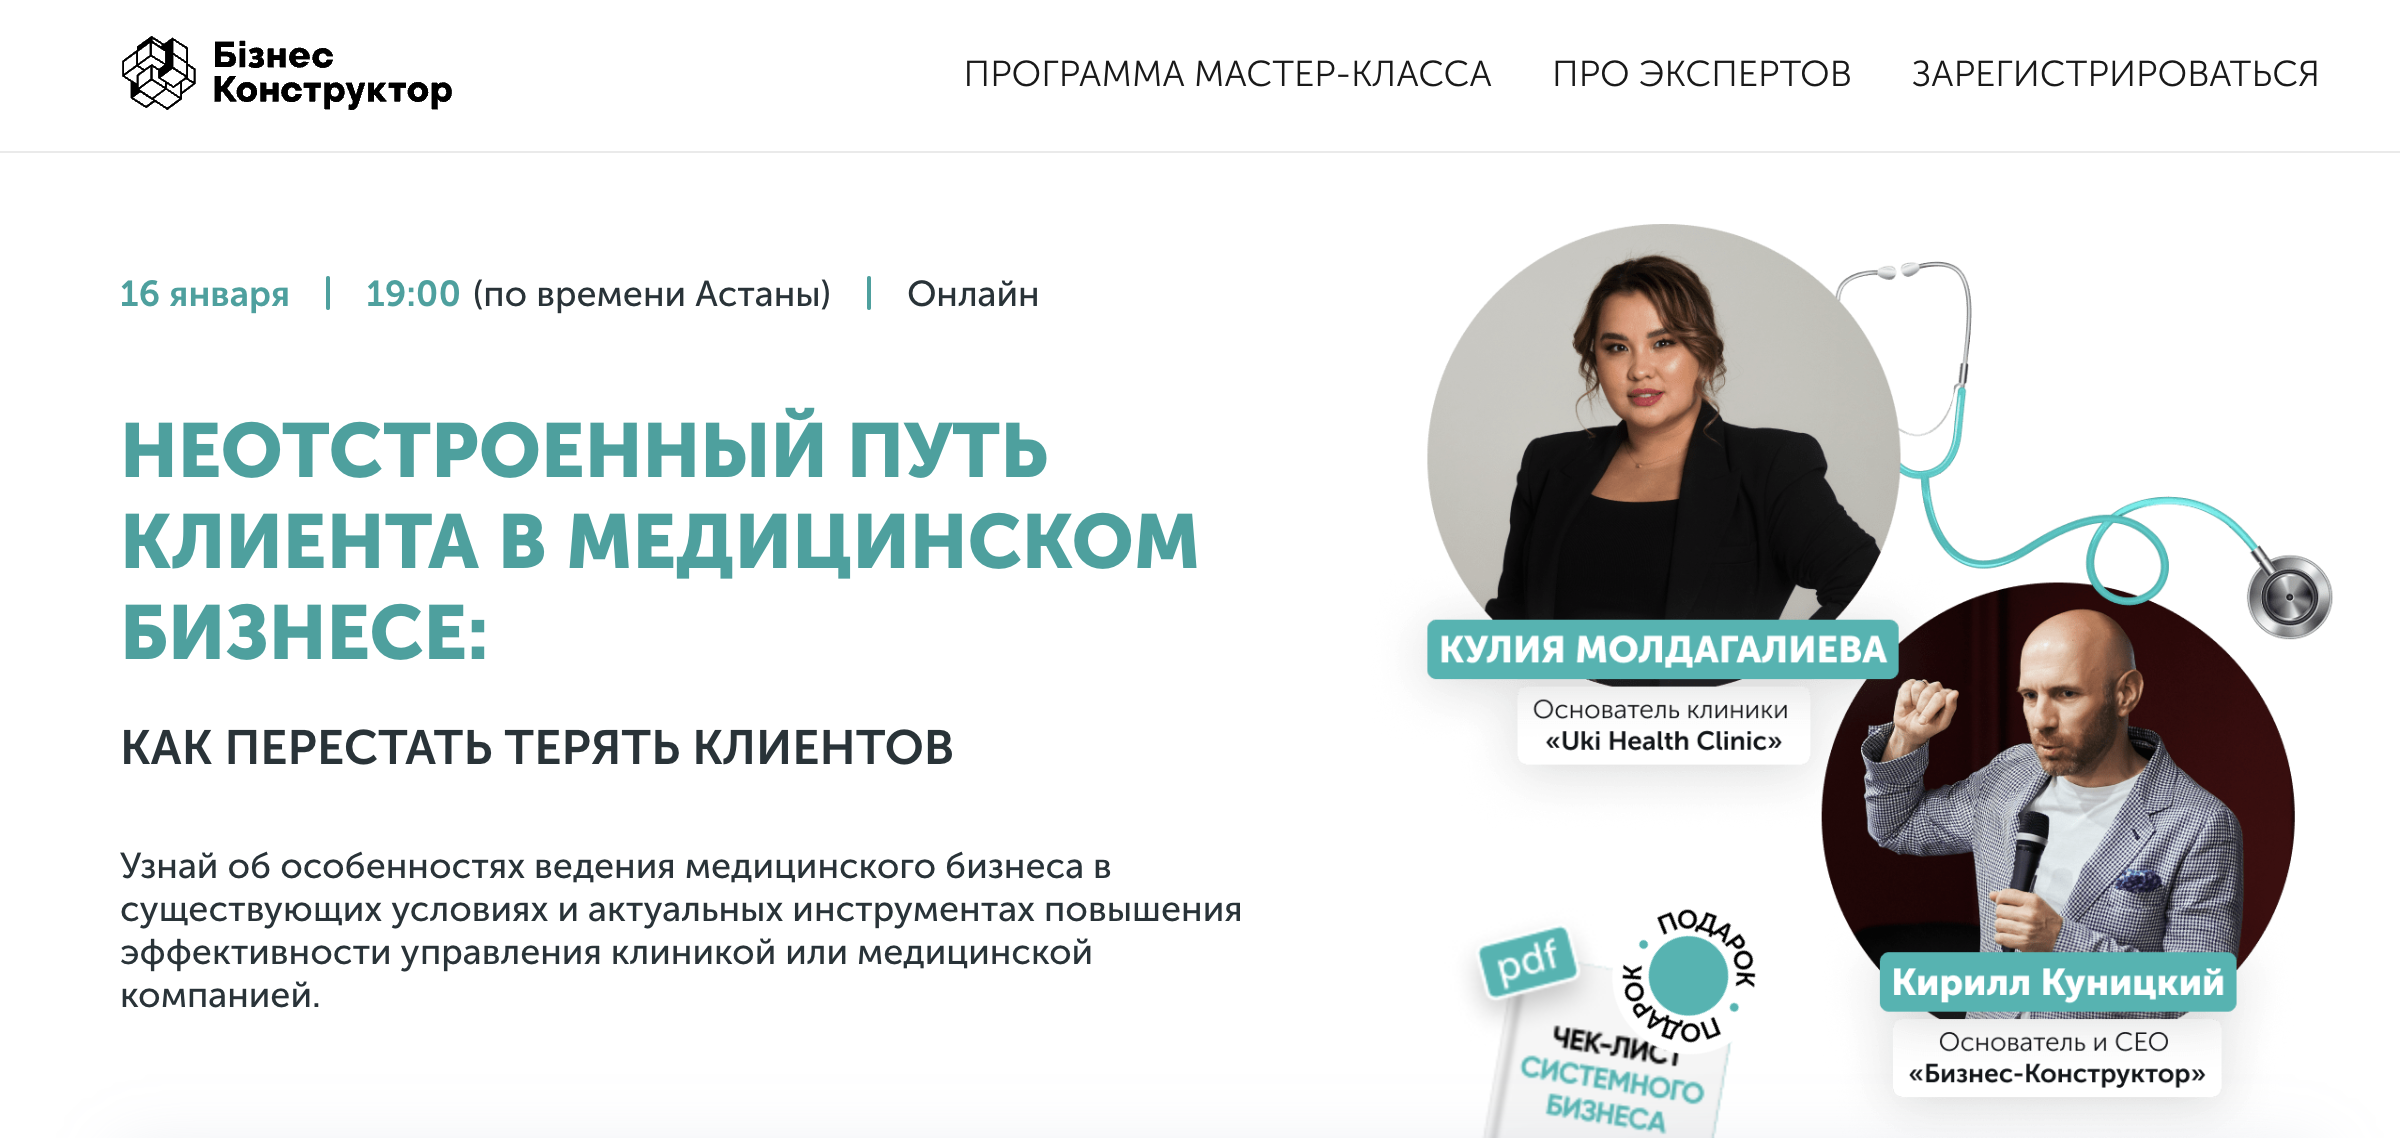 Бізнес
Конструктор
ПРОГРАММА МАСТЕР-КЛАССА
ПРО ЭКСПЕРТОВ
ЗАРЕГИСТРИРОВАТЬСЯ
16 января | 19:00 (по времени Астаны) | Онлайн
НЕОТСТРОЕННЫЙ ПУТЬ
КЛИЕНТА В МЕДИЦИНСКОМ
БИЗНЕСЕ:
КАК ПЕРЕСТАТЬ ТЕРЯТЬ КЛИЕНТОВ
Узнай об особенностях ведения медицинского бизнеса в
существующих условиях и актуальных инструментах повышения
эффективности управления клиникой или медицинской
компанией.
КУЛИЯ МОЛДАГАЛИЕВА
Основатель клиники
«Uki Health Clinic»
Кирилл Куницкий
Основатель и CEO
«Бизнес-Конструктор»
pdf
ПОДАРОК • ПОДАРОК •
ЧЕК-ЛИСТ
СИСТЕМНОГО
БИЗНЕСА